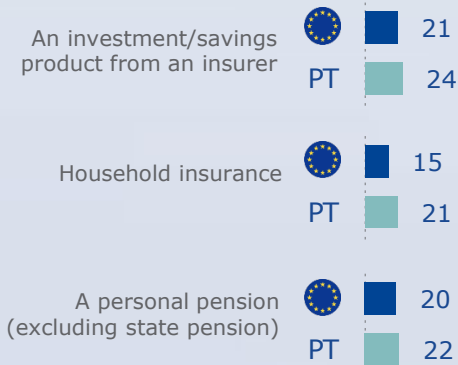 An investment/savings
product from an insurer
21
PT 24
Household insurance
15
PT 21
A personal pension
(excluding state pension)
20
PT 22